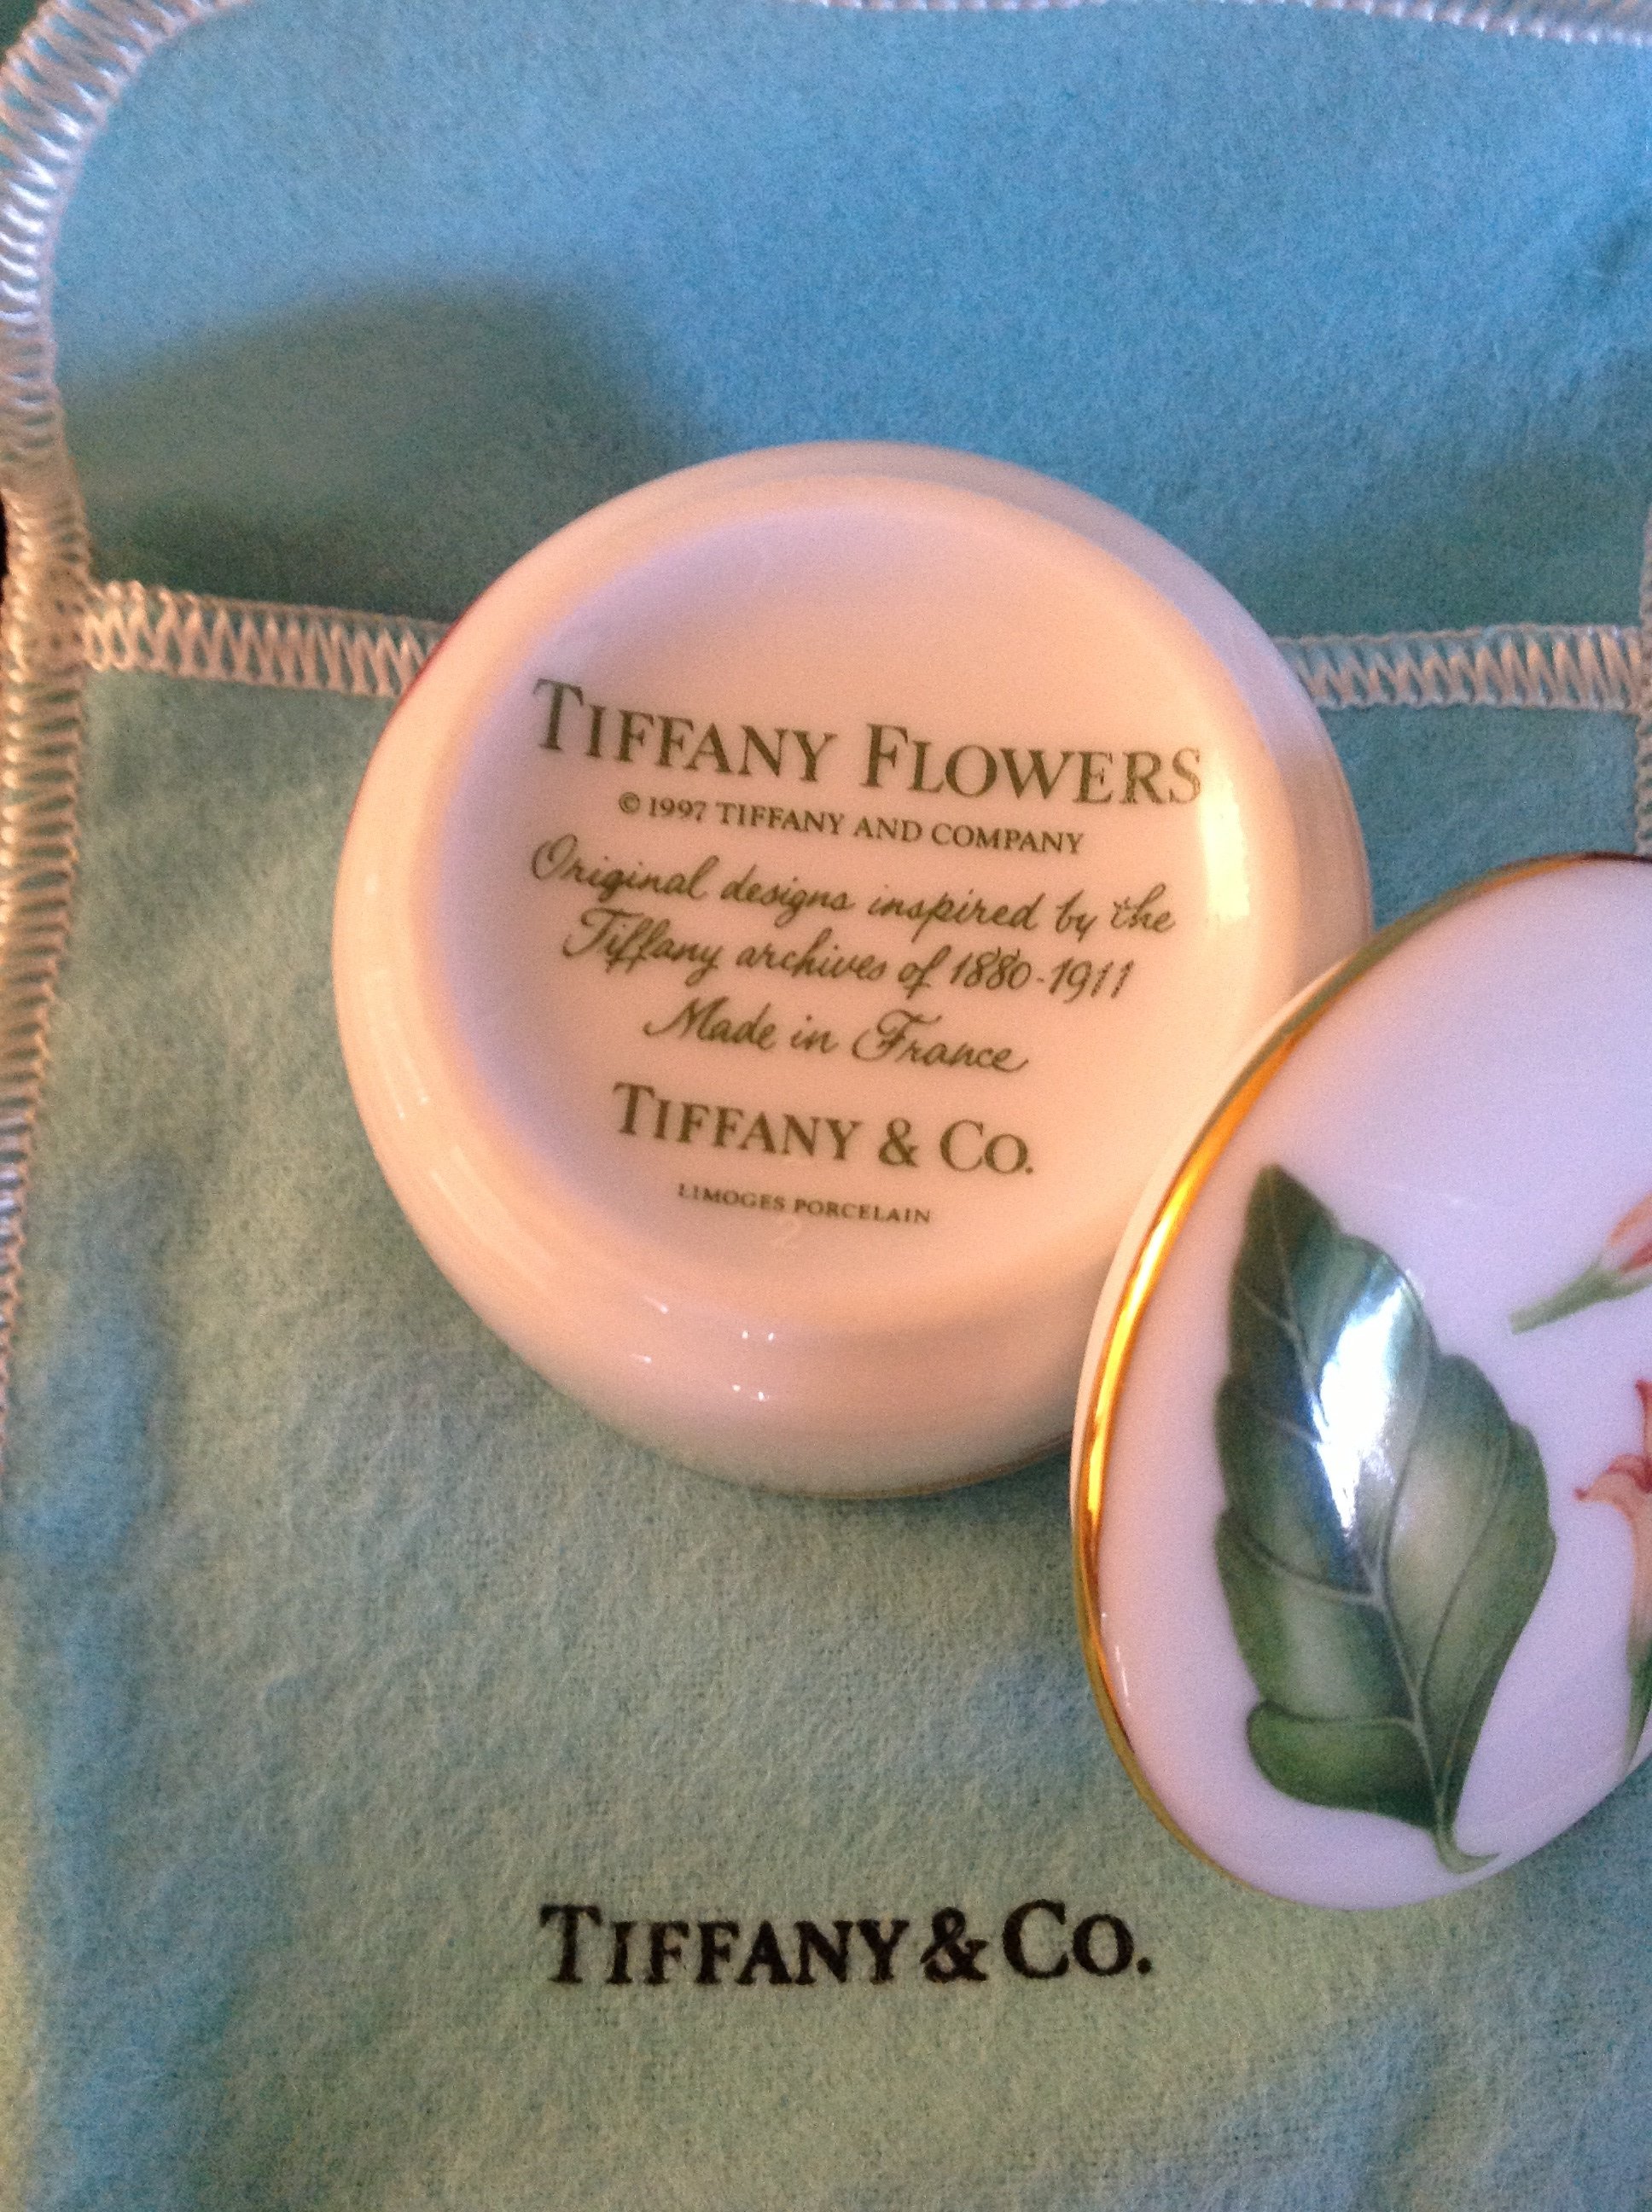 TIFFANY FLOWERS
© 1997 TIFFANY AND COMPANY
Original designs inspired by the
Tiffany archives of 1880-1911
Made in France
TIFFANY & CO.
LIMOGES PORCELAIN
2
TIFFANY & CO.